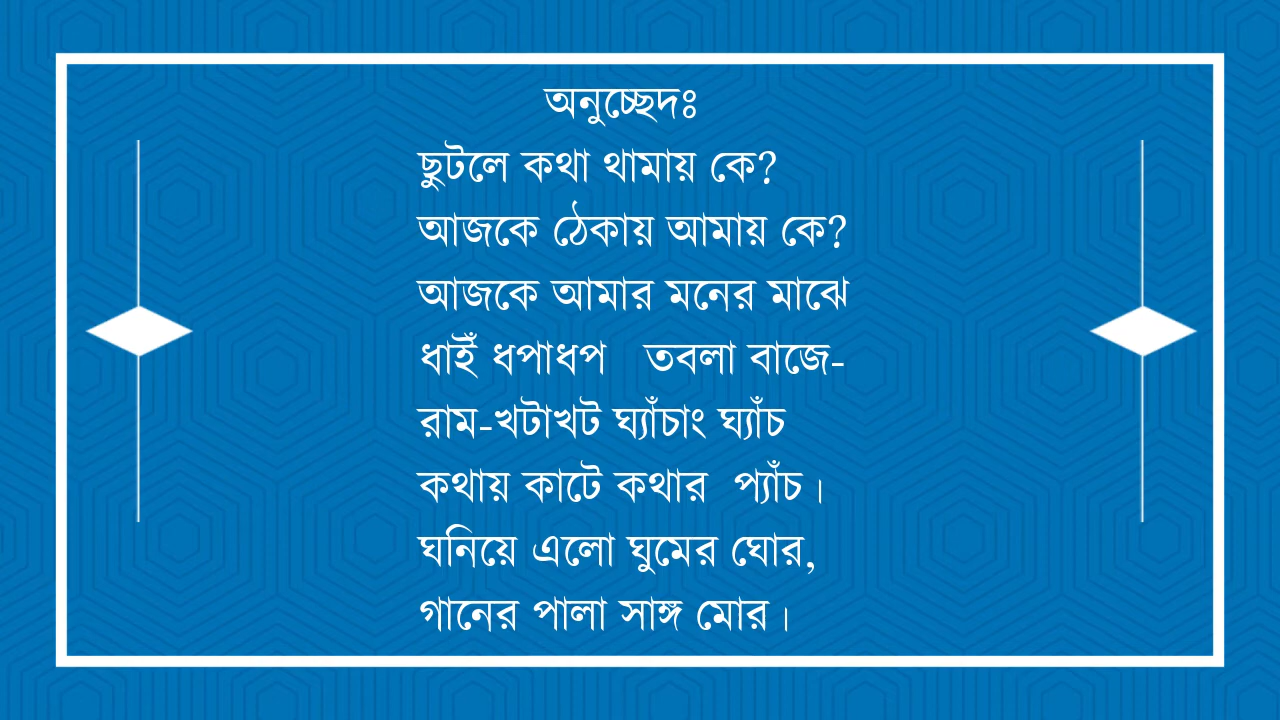 অনুচ্ছেদঃ
ছুটলে কথা থামায় কে?
আজকে ঠেকায় আমায় কে?
আজকে আমার মনের মাঝে
ধাইঁ ধপাধপ তবলা বাজে-
রাম-খটাখট ঘ্যাঁচাং ঘ্যাঁচ
কথায় কাটে কথার প্যাঁচ।
ঘনিয়ে এলো ঘুমের ঘোর,
গানের পালা সাঙ্গ মোর।